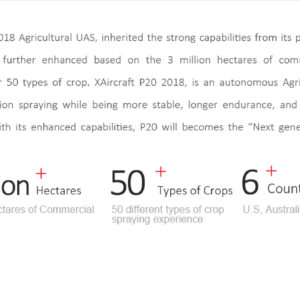 018 Agricultural UAS, inherited the strong capabilities from its p
further enhanced based on the 3 million hectares of com
50 types of crop. XAircraft P20 2018, is an autonomous Agri
ion spraying while being more stable, longer endurance, and
th its enhanced capabilities, P20 will becomes the “Next gene
on + Hectares 50 + Types of Crops 6 + Count
ctares of Commercial 50 different types of crop U.S, Australi
spraying experience